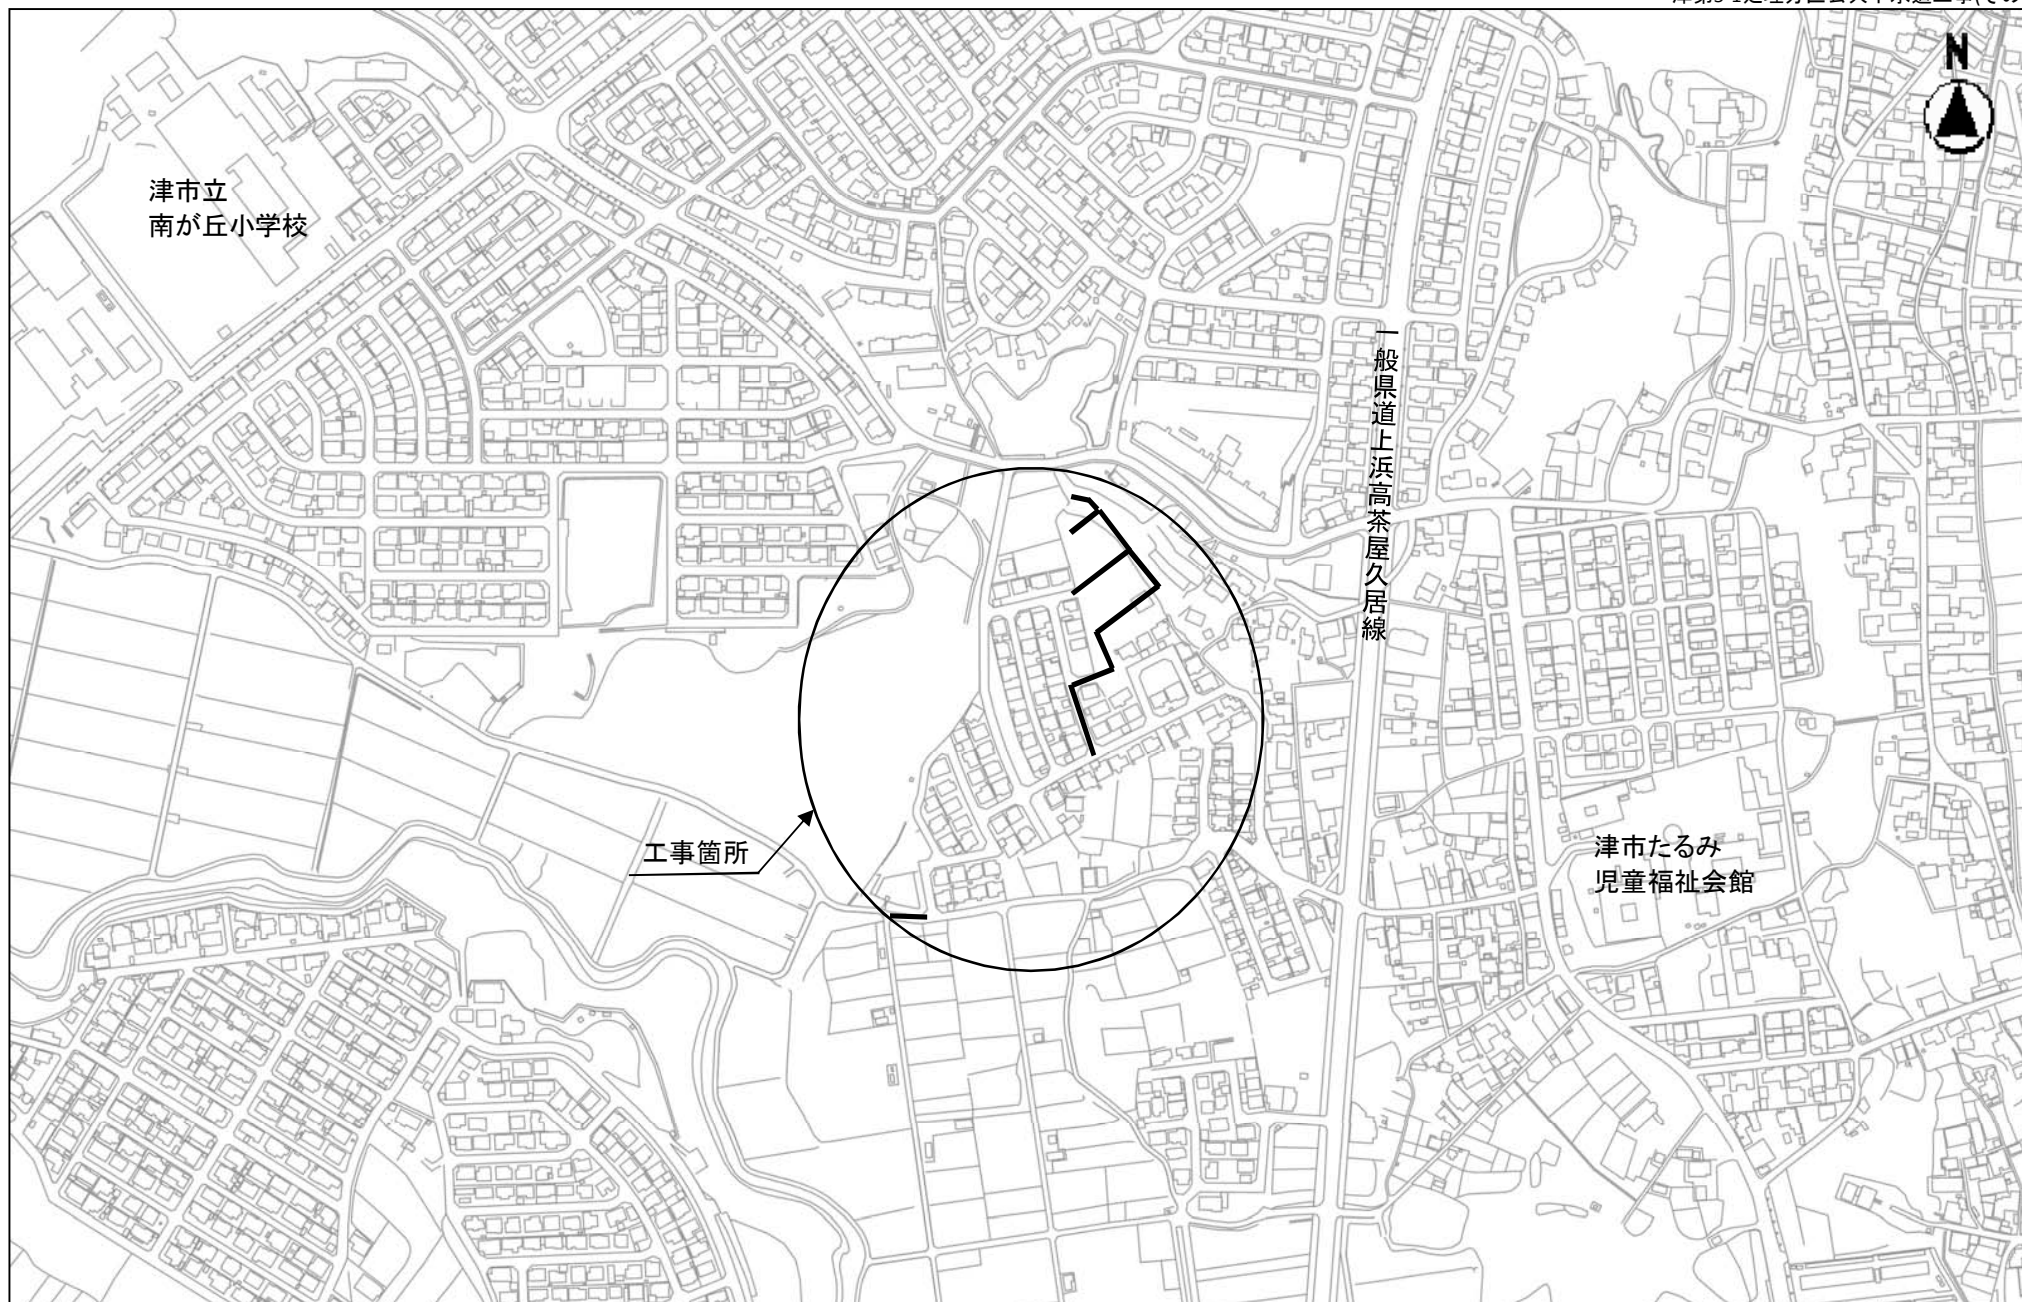 N
津市立
南が丘小学校
一般県道上浜高茶屋久居線
工事箇所
津市たるみ
児童福祉会館